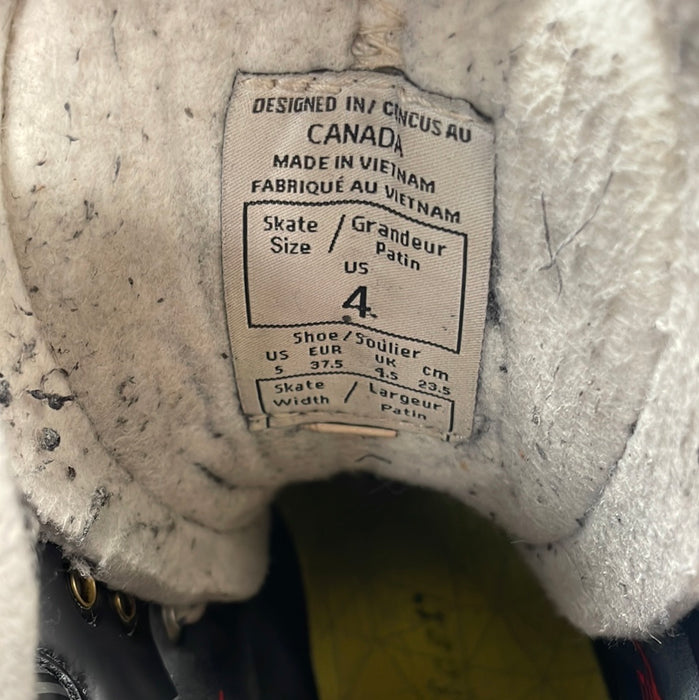 DESIGNED IN/ CONCUS AU
CANADA
MADE IN VIETNAM
FABRIQUÉ AU VIETNAM
Skate / Grandeur
Size Patin
US
4
Shoe / Soulier
US EUR UK cm
5 37.5 4.5 23.5
Skate / Largeur
Width Patin